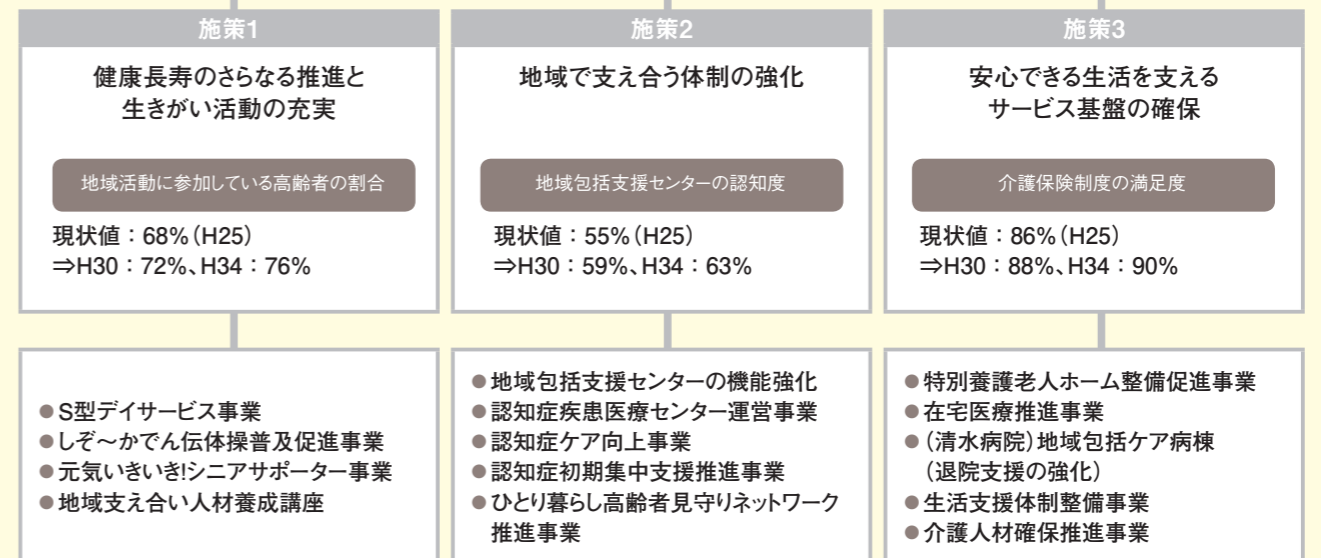 施策1
健康長寿のさらなる推進と
生きがい活動の充実
地域活動に参加している高齢者の割合
現状値：68%（H25）
⇒H30：72%、H34：76%
●S型デイサービス事業
●しぞ～かでん伝体操普及促進事業
●元気いきいき!シニアサポーター事業
●地域支え合い人材養成講座
施策2
地域で支え合う体制の強化
地域包括支援センターの認知度
現状値：55%（H25）
⇒H30：59%、H34：63%
●地域包括支援センターの機能強化
●認知症疾患医療センター運営事業
●認知症ケア向上事業
●認知症初期集中支援推進事業
●ひとり暮らし高齢者見守りネットワーク
推進事業
施策3
安心できる生活を支える
サービス基盤の確保
介護保険制度の満足度
現状値：86%（H25）
⇒H30：88%、H34：90%
●特別養護老人ホーム整備促進事業
●在宅医療推進事業
●（清水病院）地域包括ケア病棟
（退院支援の強化）
●生活支援体制整備事業
●介護人材確保推進事業